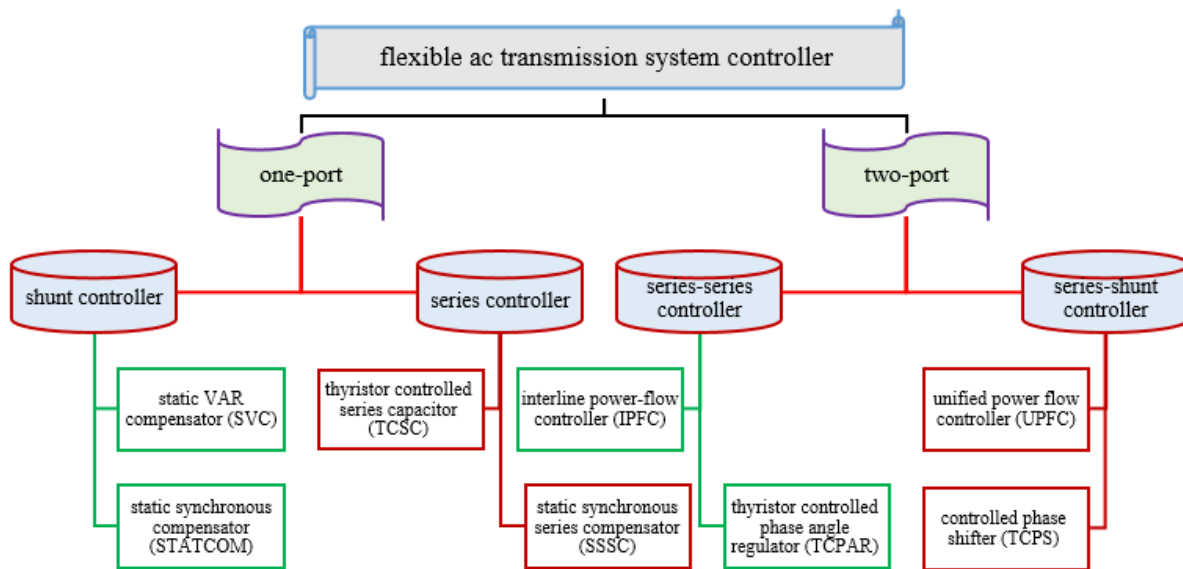 flexible ac transmission system controller
one-port
two-port
shunt controller
series controller
series-series
controller
series-shunt
controller
static VAR
compensator (SVC)
thyristor controlled
series capacitor
(TCSC)
interline power-flow
controller (IPFC)
unified power flow
controller (UPFC)
static synchronous
compensator
(STATCOM)
static synchronous
series compensator
(SSSC)
thyristor controlled
phase angle
regulator (TCPAR)
controlled phase
shifter (TCPS)